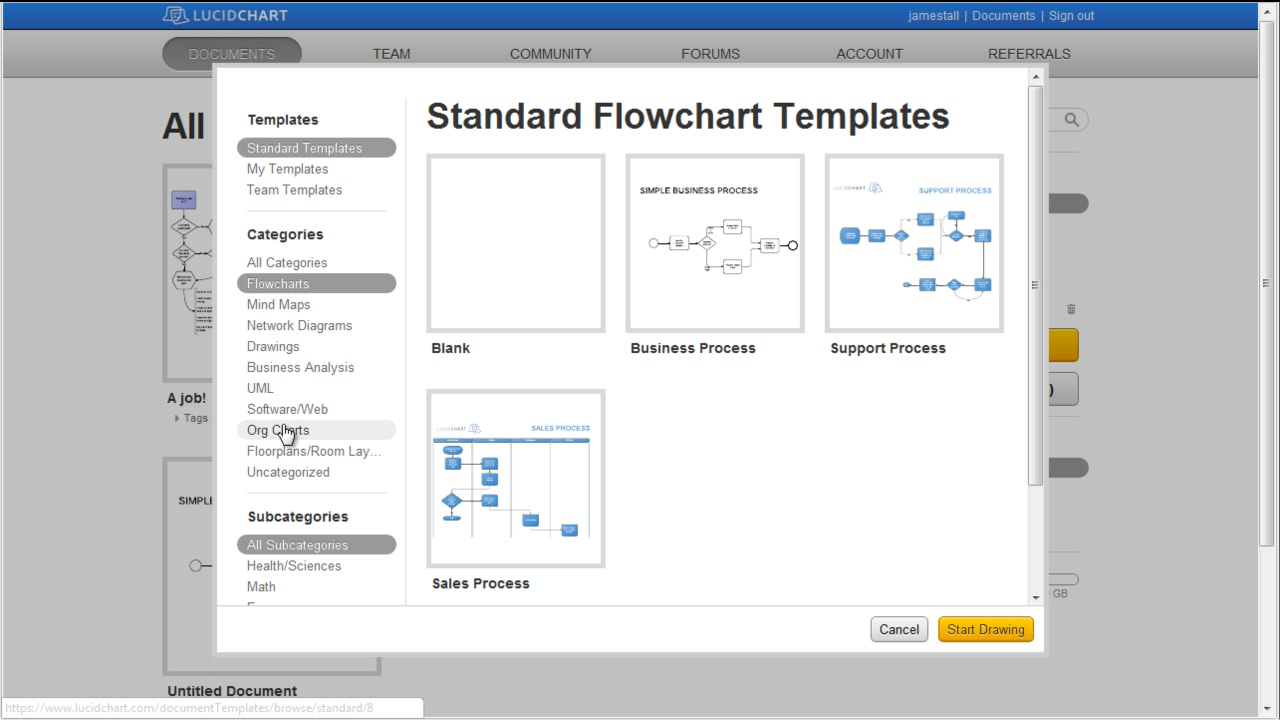 LUCIDCHART
jamestall | Documents | Sign out
DOCUMENTS TEAM COMMUNITY FORUMS ACCOUNT REFERRALS
All
A job!
Tags
SIMPL
Untitled Document
)
GB
Templates
Standard Templates
My Templates
Team Templates
Categories
All Categories
Flowcharts
Mind Maps
Network Diagrams
Drawings
Business Analysis
UML
Software/Web
Org Charts
Floorplans/Room Lay...
Uncategorized
Subcategories
All Subcategories
Health/Sciences
Math
Standard Flowchart Templates
SIMPLE BUSINESS PROCESS
LUCIDCHART SUPPORT PROCESS
Blank
Business Process
Support Process
LUCIDCHART SALES PROCESS
Sales Process
Cancel Start Drawing
https://www.lucidchart.com/documentTemplates/browse/standard/8